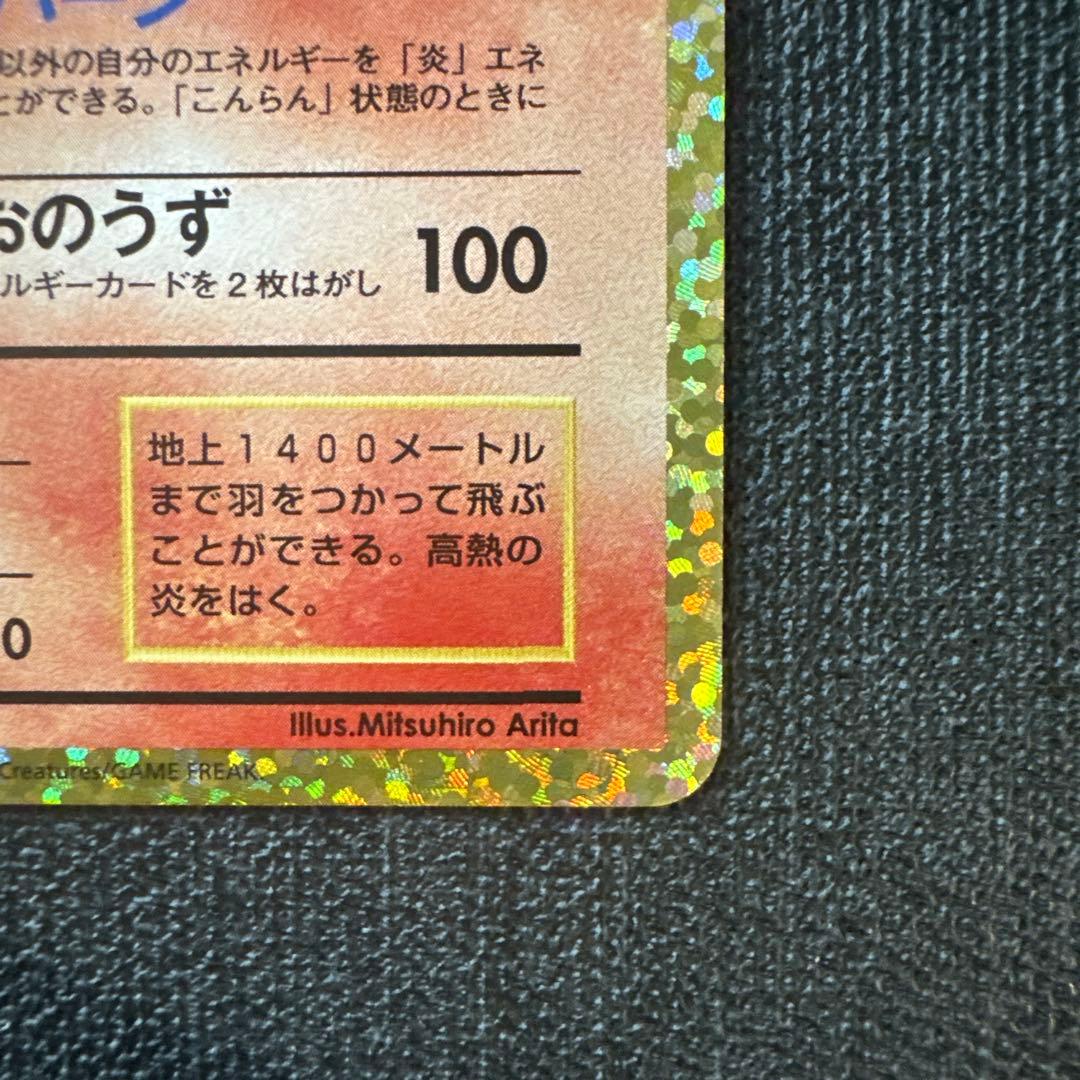 バーン
以外の自分のエネルギーを「炎」エネ
とができる。「こんらん」状態のときに
おのうず
100
ルギーカードを2枚はがし
地上1400メートル
まで羽をつかって飛ぶ
ことができる。高熱の
炎をはく。
0
Illus.Mitsuhiro Arita
Creatures/GAME FREAK.